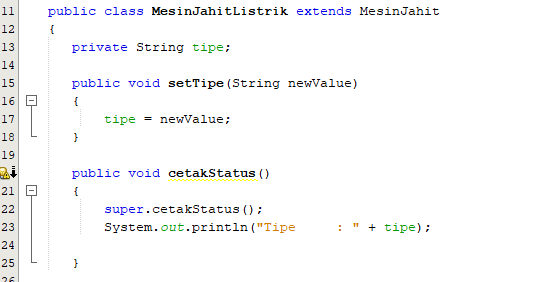 11 public class MesinJahitListrik extends MesinJahit
12 {
13     private String tipe;
14
15     public void setTipe(String newValue)
16     {
17         tipe = newValue;
18     }
19
    public void cetakStatus()
21     {
22         super.cetakStatus();
23         System.out.println("Tipe     : " + tipe);
24
25     }
26